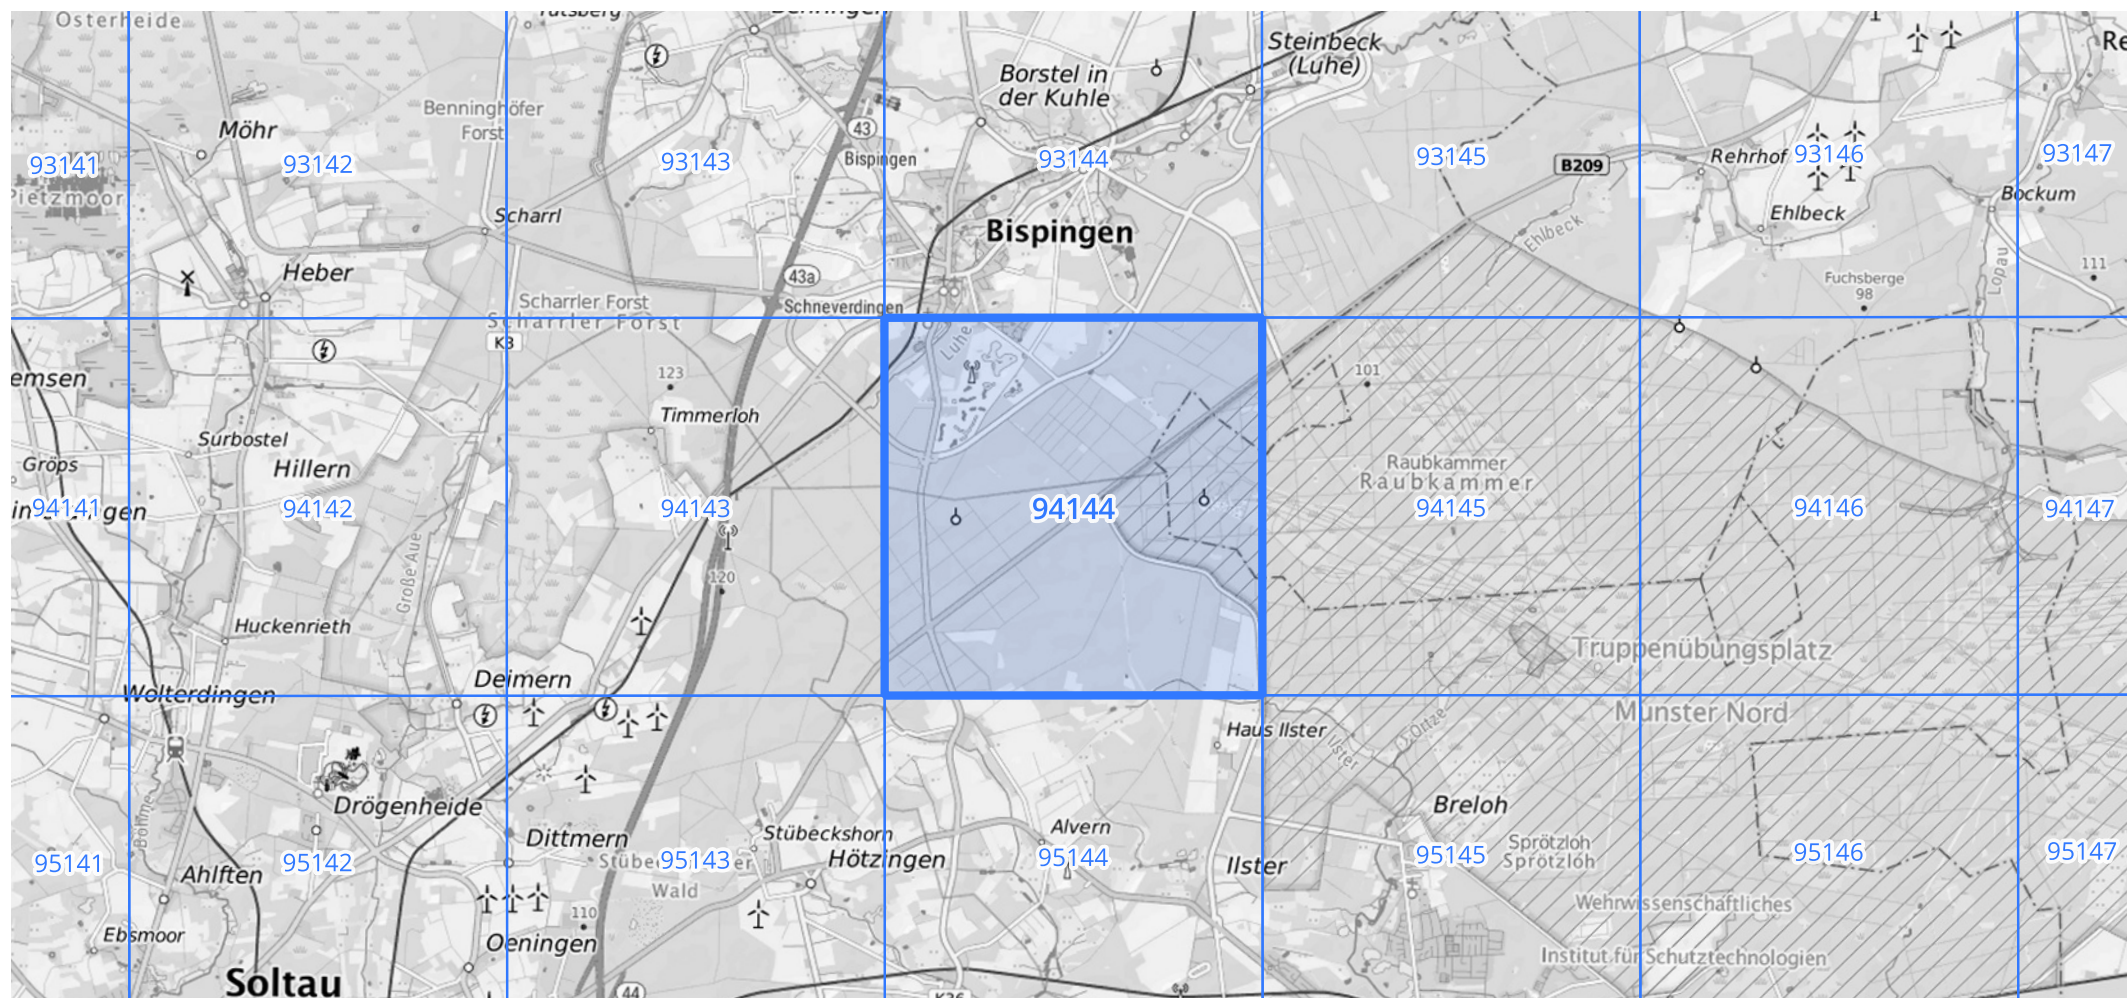 Osterheide
Behringen
Steinbeck
(Luhe)
Borstel in
der Kuhle
Benninghöfer
Forst
Möhr
43
Bispingen
93141
93142
93143
93144
93145
B209
Rehrhof
93146
93147
Pietzmoor
Scharrl
Bispingen
Ehlbeck
Ehlbeck
Bockum
Lopau
Heber
43a
Schneverdingen
Fuchsberge
98
111
Scharrler Forst
Scharrler Forst
K3
Luhe
123
101
Timmerloh
Surbostel
Gröps
Hillern
Raubkammer
Raubkammer
94141
94142
94143
94144
94145
94146
94147
Große Aue
120
Huckenrieth
Truppenübungsplatz
Munster Nord
Deimern
Wolterdingen
Haus Ilster
Ilster
D.Örtze
Böhme
Drögenheide
Breloh
Dittmern
Stübeckshorn
Hötzingen
Alvern
Ilster
Sprötzloh
Sprötzloh
95141
95142
95143
95144
95145
95146
95147
Wald
Ahlften
110
Wehrwissenschaftliches
Institut für Schutztechnologien
Ebsmoor
Oeningen
Soltau
44
K36